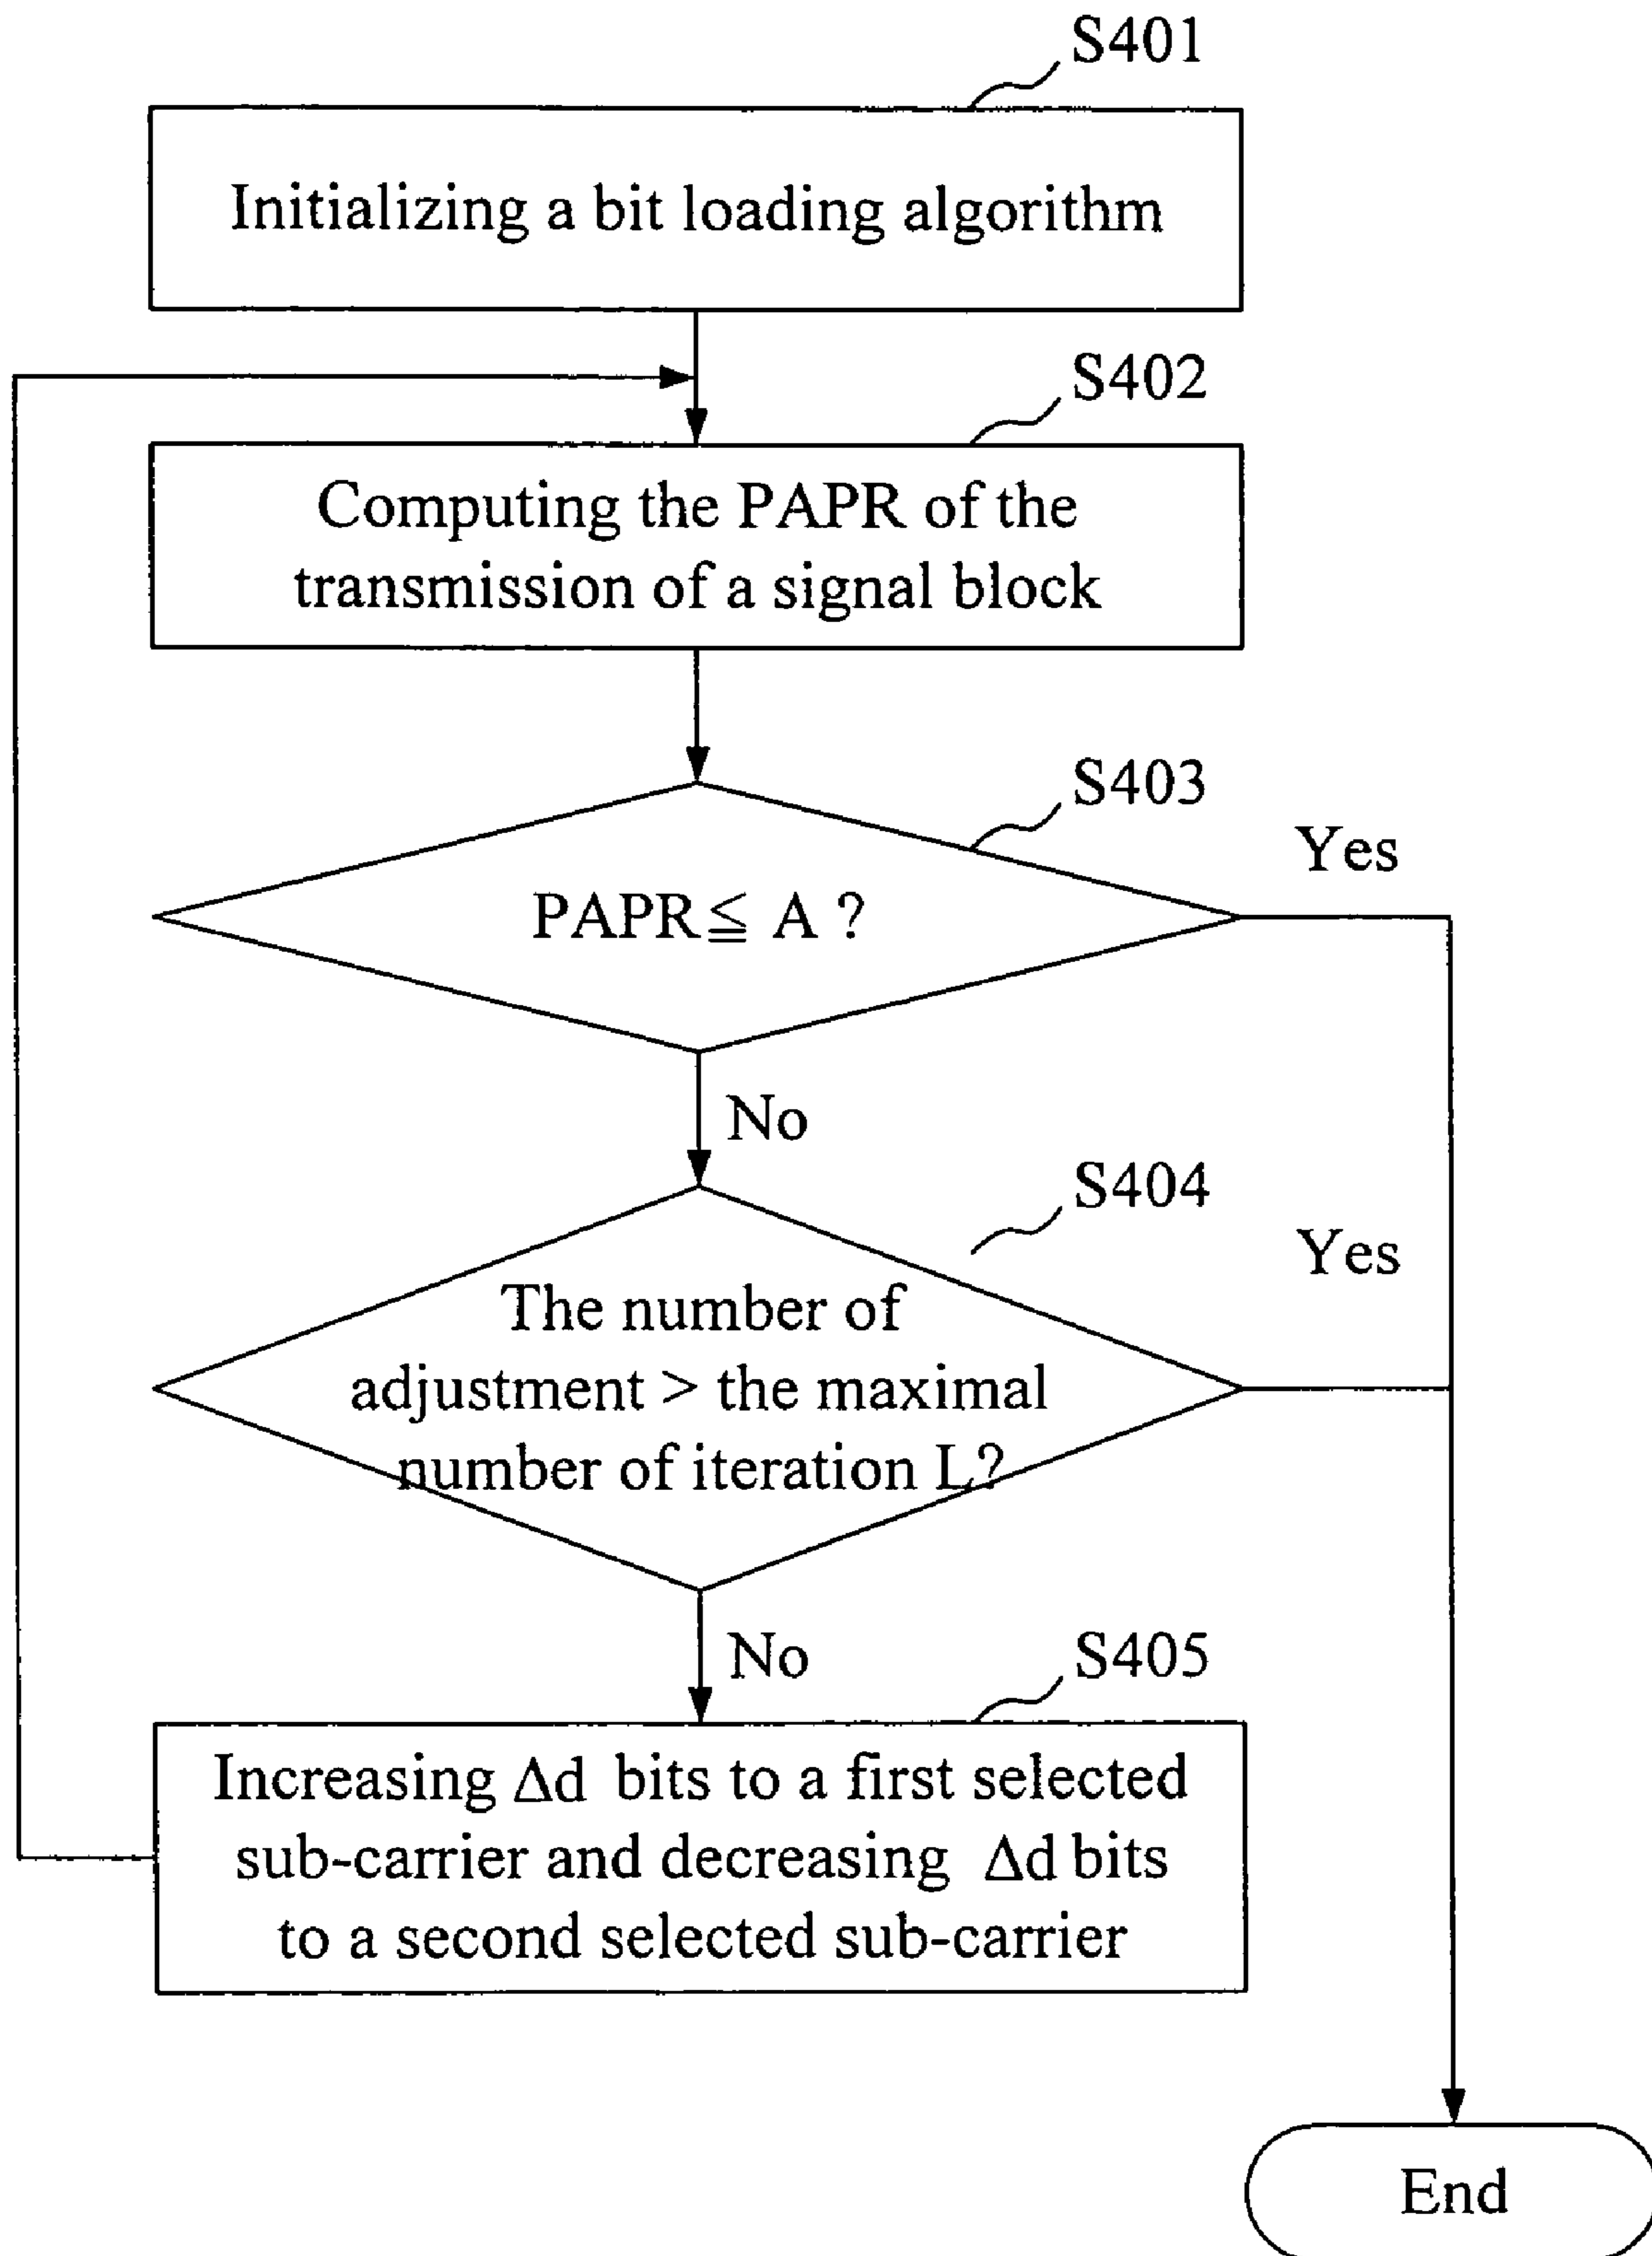 S401
Initializing a bit loading algorithm
S402
Computing the PAPR of the
transmission of a signal block
S403
Yes
PAPR≦ A ?
No
S404
Yes
The number of
adjustment > the maximal
number of iteration L?
No
S405
Increasing Δd bits to a first selected
sub-carrier and decreasing Δd bits
to a second selected sub-carrier
End